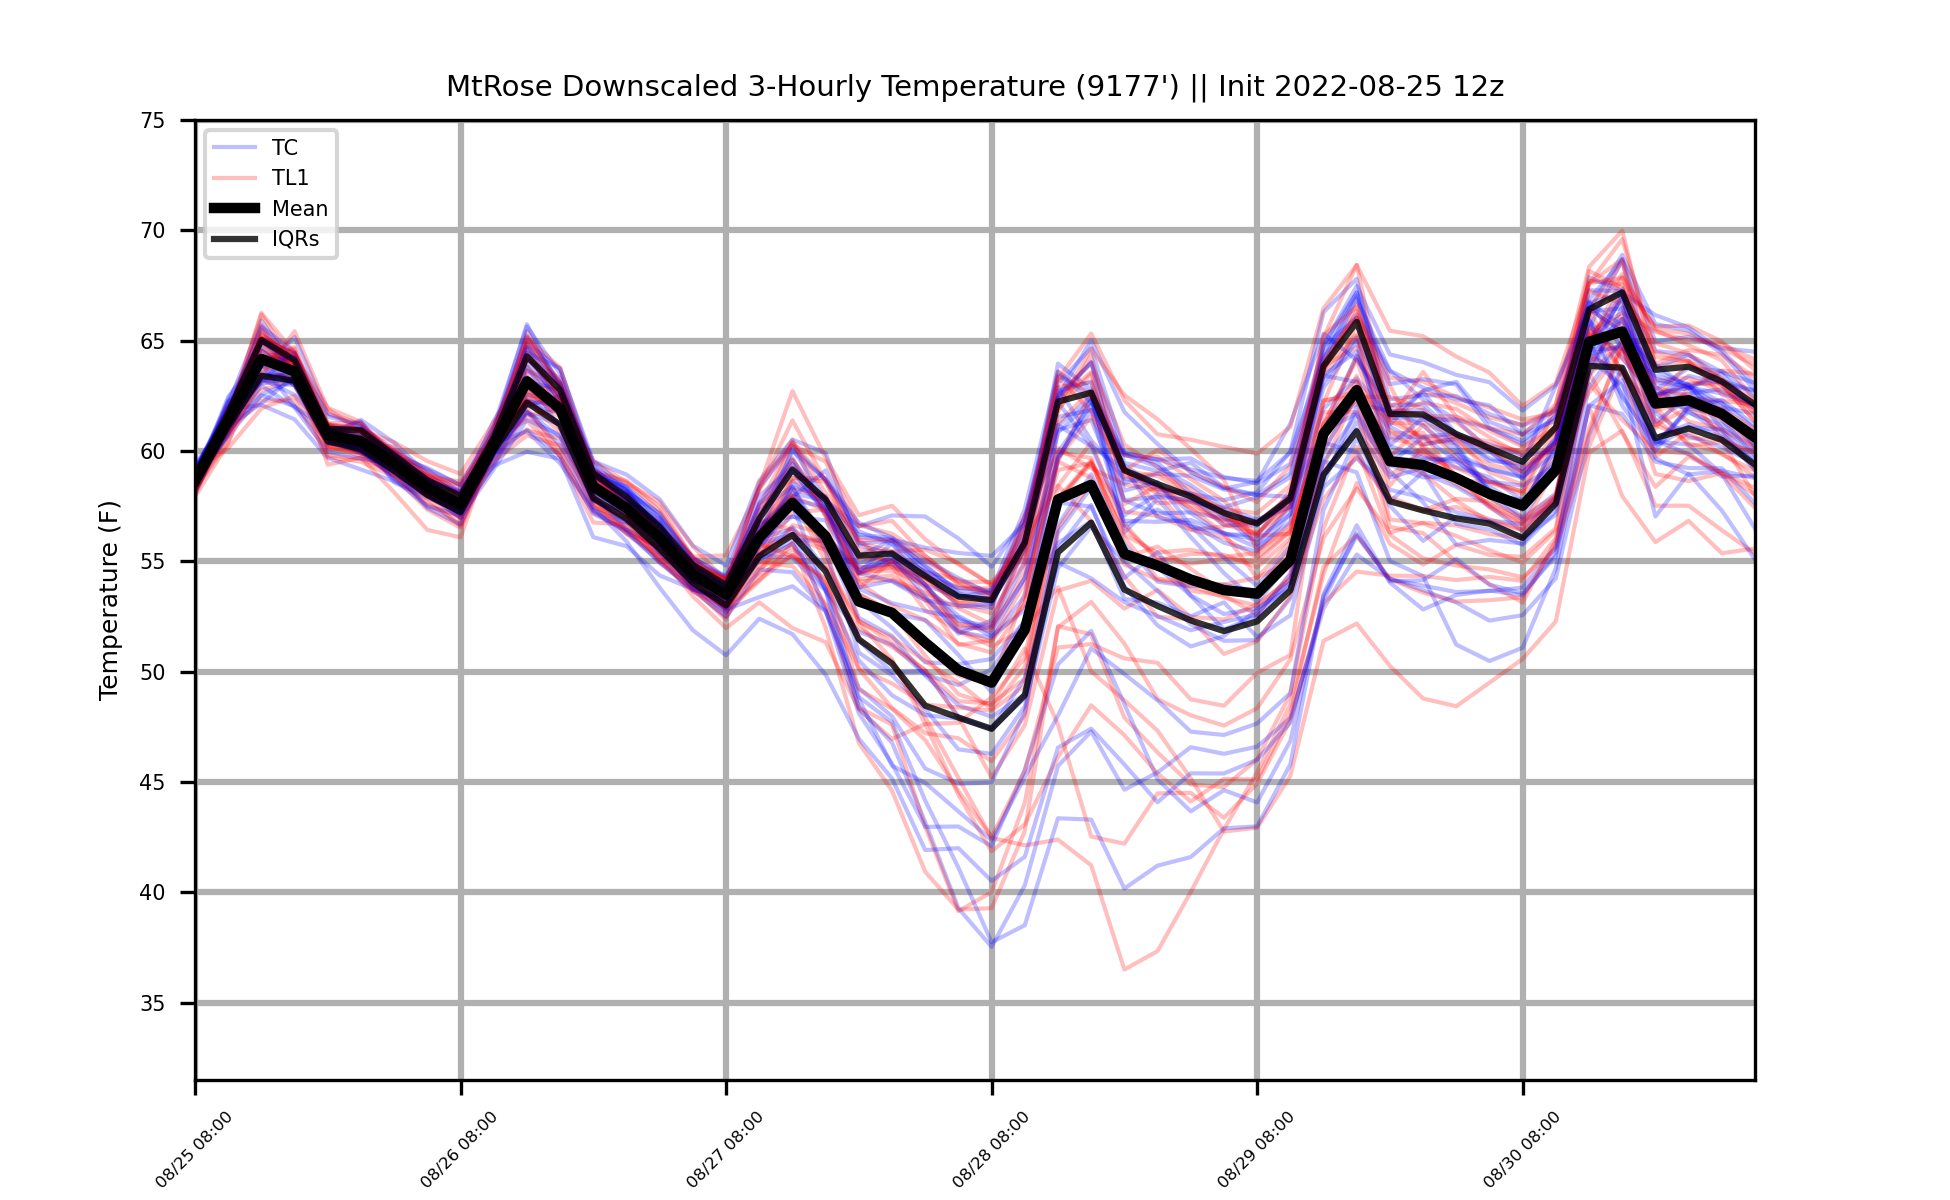 MtRose Downscaled 3-Hourly Temperature (9177') || Init 2022-08-25 12z
TC
TL1
Mean
IQRs
Temperature (F)
75
70
65
60
55
50
45
40
35
08/25 08:00
08/26 08:00
08/27 08:00
08/28 08:00
08/29 08:00
08/30 08:00